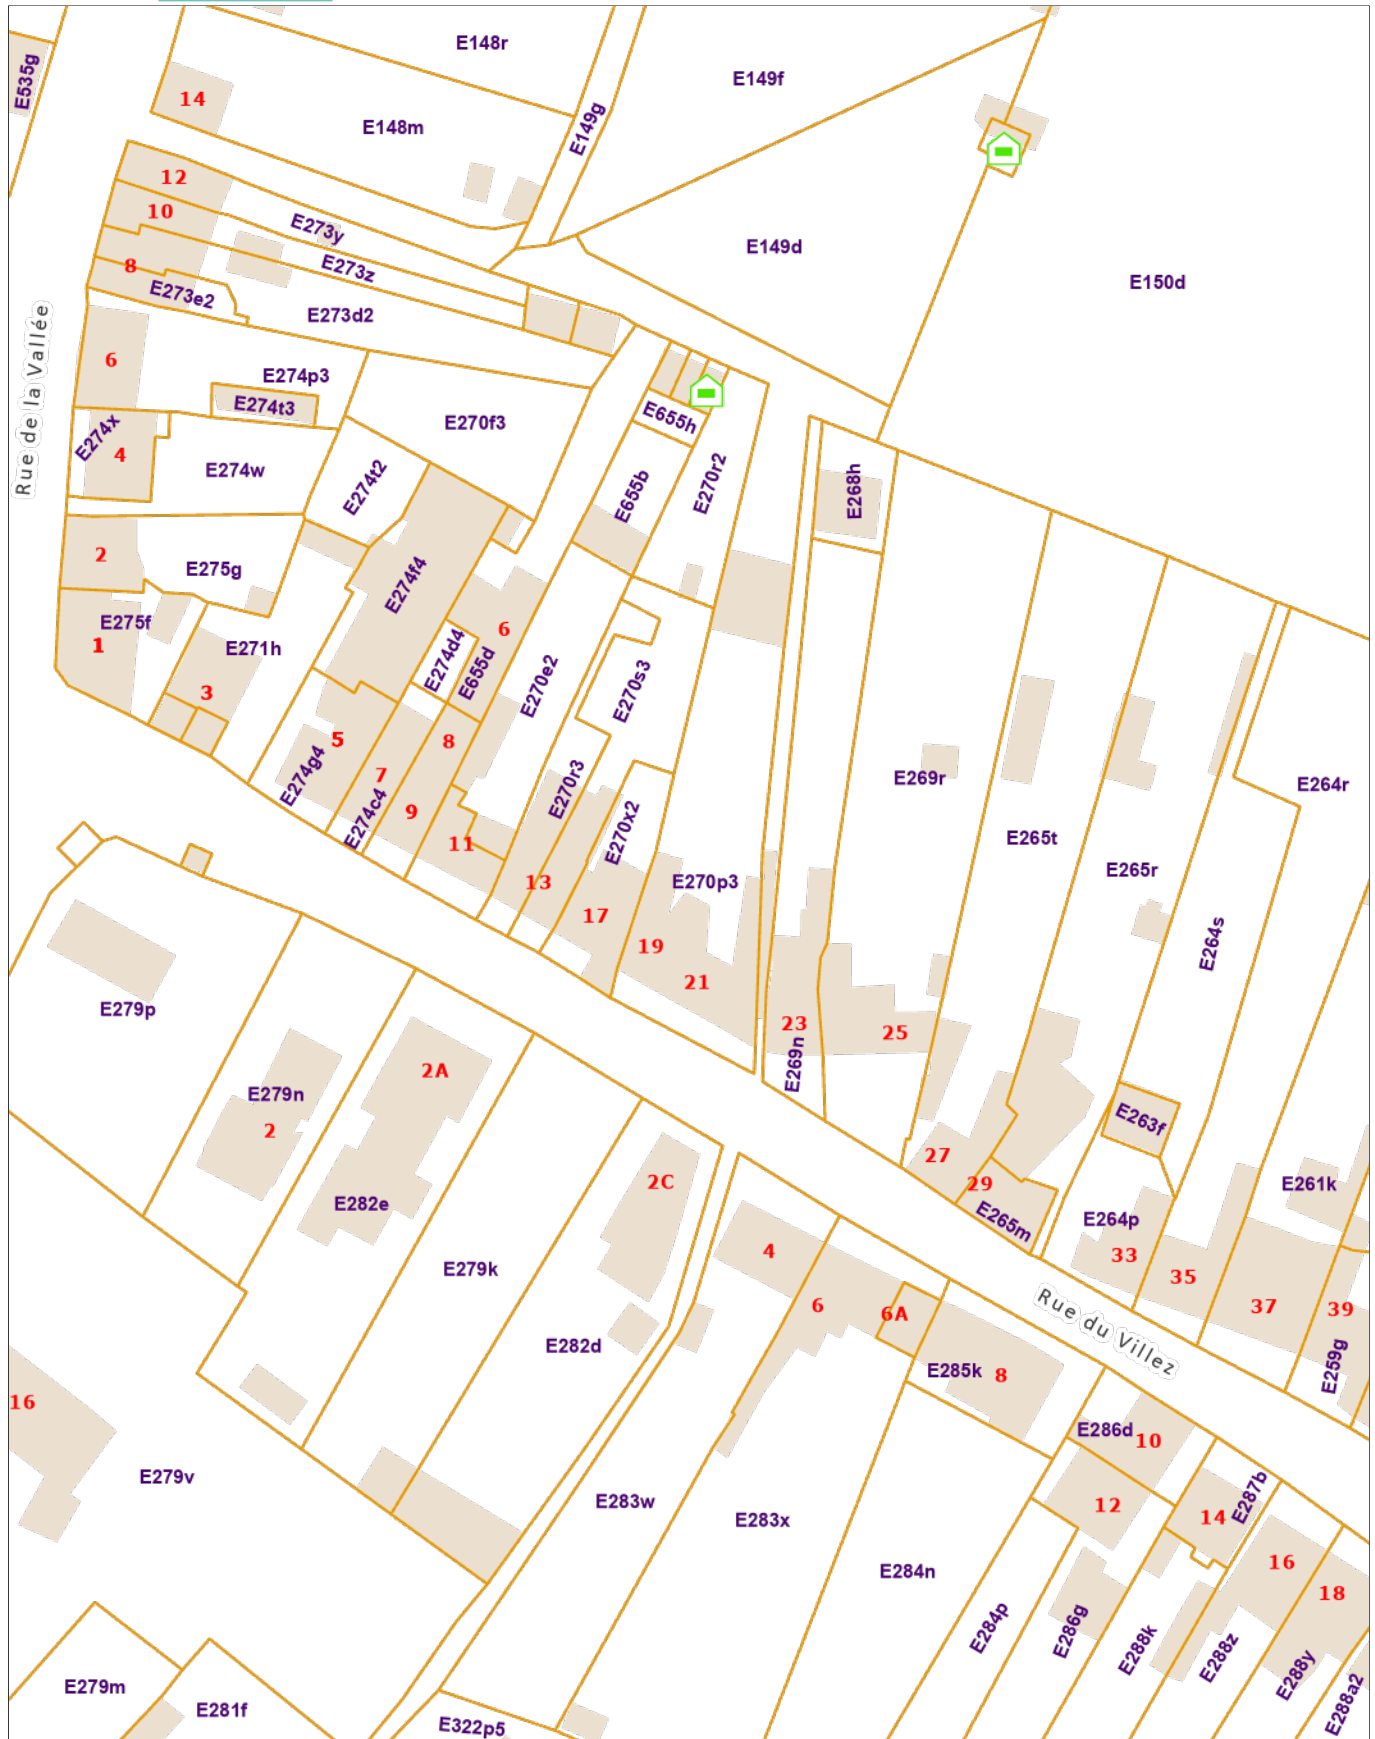 E148r
E535g
E149f
14
E148m
E149g
12
10
E273y
E149d
E273z
8
E273e2
E150d
E273d2
Rue de la Vallée
6
E274p3
E274t3
E655h
E270f3
E274x
4
E274w
E274t2
E655b
E270r2
E268h
2
E275g
E274f4
E275f
1
E271h
6
E274d4
E655d
E270e2
E270s3
3
5
8
E274g4
7
E274c4
9
E270r3
E269r
E264r
11
E270x2
E265t
13
E270p3
E265r
17
19
E264s
21
E279p
23
25
E269n
2A
E279n
2
E263f
27
29
2C
E282e
E265m
E264p
E261k
4
33
E279k
35
6
6A
37
39
Rue du Villez
E282d
E285k
8
E259g
16
E286d
10
E279v
E283w
E283x
12
14
E287b
E284n
16
18
E284p
E286g
E288k
E288z
E288y
E288a2
E279m
E281f
E322p5